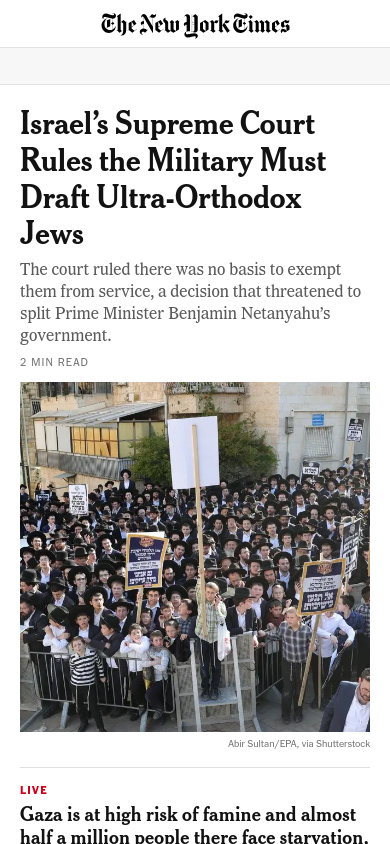 The New York Times
Israel’s Supreme Court
Rules the Military Must
Draft Ultra-Orthodox
Jews
The court ruled there was no basis to exempt
them from service, a decision that threatened to
split Prime Minister Benjamin Netanyahu’s
government.
2 MIN READ
Abir Sultan/EPA, via Shutterstock
LIVE
Gaza is at high risk of famine and almost
half a million people there face starvation.